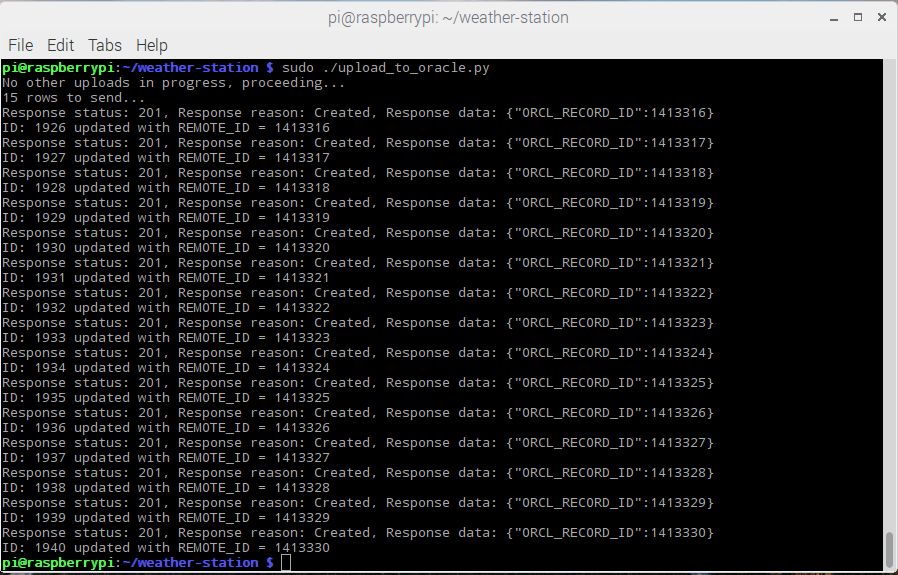 pi@raspberrypi: ~/weather-station
File Edit Tabs Help
pi@raspberrypi:~/weather-station $ sudo ./upload_to_oracle.py
No other uploads in progress, proceeding...
15 rows to send...
Response status: 201, Response reason: Created, Response data: {"ORCL_RECORD_ID":1413316}
ID: 1926 updated with REMOTE_ID = 1413316
Response status: 201, Response reason: Created, Response data: {"ORCL_RECORD_ID":1413317}
ID: 1927 updated with REMOTE_ID = 1413317
Response status: 201, Response reason: Created, Response data: {"ORCL_RECORD_ID":1413318}
ID: 1928 updated with REMOTE_ID = 1413318
Response status: 201, Response reason: Created, Response data: {"ORCL_RECORD_ID":1413319}
ID: 1929 updated with REMOTE_ID = 1413319
Response status: 201, Response reason: Created, Response data: {"ORCL_RECORD_ID":1413320}
ID: 1930 updated with REMOTE_ID = 1413320
Response status: 201, Response reason: Created, Response data: {"ORCL_RECORD_ID":1413321}
ID: 1931 updated with REMOTE_ID = 1413321
Response status: 201, Response reason: Created, Response data: {"ORCL_RECORD_ID":1413322}
ID: 1932 updated with REMOTE_ID = 1413322
Response status: 201, Response reason: Created, Response data: {"ORCL_RECORD_ID":1413323}
ID: 1933 updated with REMOTE_ID = 1413323
Response status: 201, Response reason: Created, Response data: {"ORCL_RECORD_ID":1413324}
ID: 1934 updated with REMOTE_ID = 1413324
Response status: 201, Response reason: Created, Response data: {"ORCL_RECORD_ID":1413325}
ID: 1935 updated with REMOTE_ID = 1413325
Response status: 201, Response reason: Created, Response data: {"ORCL_RECORD_ID":1413326}
ID: 1936 updated with REMOTE_ID = 1413326
Response status: 201, Response reason: Created, Response data: {"ORCL_RECORD_ID":1413327}
ID: 1937 updated with REMOTE_ID = 1413327
Response status: 201, Response reason: Created, Response data: {"ORCL_RECORD_ID":1413328}
ID: 1938 updated with REMOTE_ID = 1413328
Response status: 201, Response reason: Created, Response data: {"ORCL_RECORD_ID":1413329}
ID: 1939 updated with REMOTE_ID = 1413329
Response status: 201, Response reason: Created, Response data: {"ORCL_RECORD_ID":1413330}
ID: 1940 updated with REMOTE_ID = 1413330
pi@raspberrypi:~/weather-station $